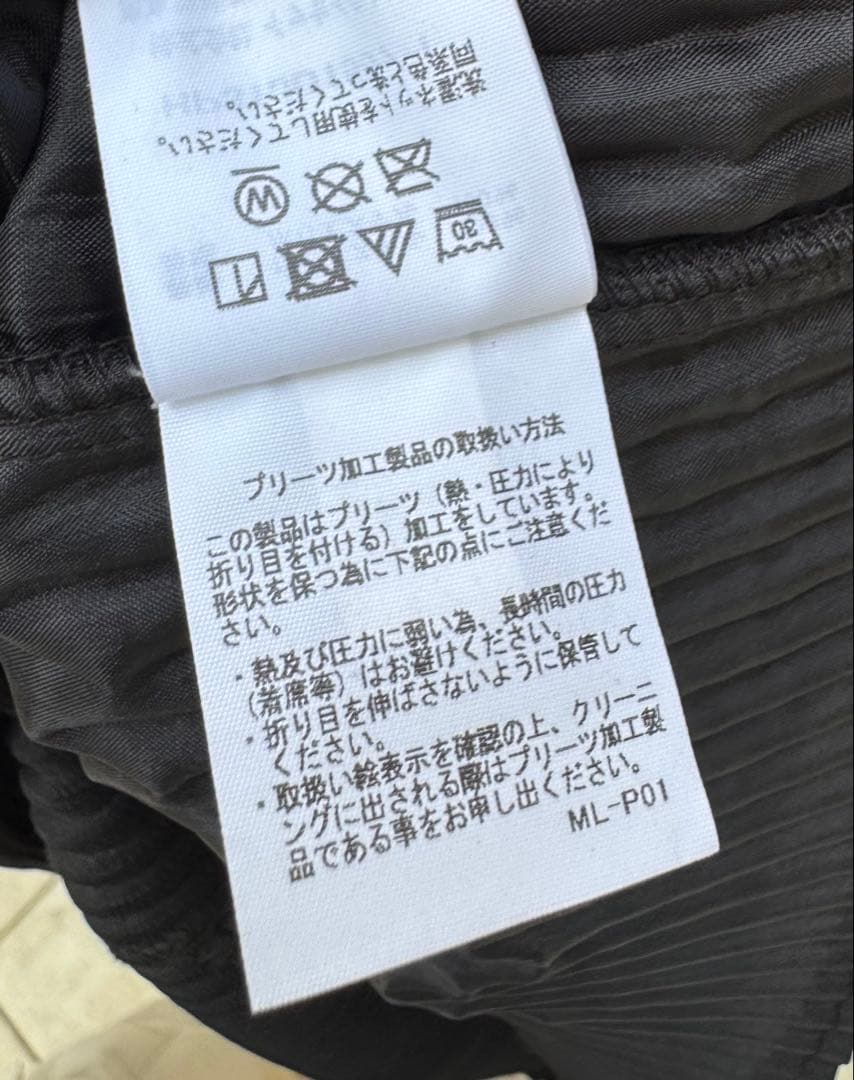 30
W
洗濯ネットを使用してください。
同系色と洗ってください。
プリーツ加工製品の取扱い方法
この製品はプリーツ（熱・圧力により
折り目を付ける）加工をしています。
形状を保つ為に下記の点にご注意くだ
さい。
・熱及び圧力に弱い為、長時間の圧力
（着席等）はお避けください。
・折り目を伸ばさないように保管して
ください。
・取扱い絵表示を確認の上、クリーニ
ングに出される際はプリーツ加工製
品である事をお申し出ください。
ML-P01